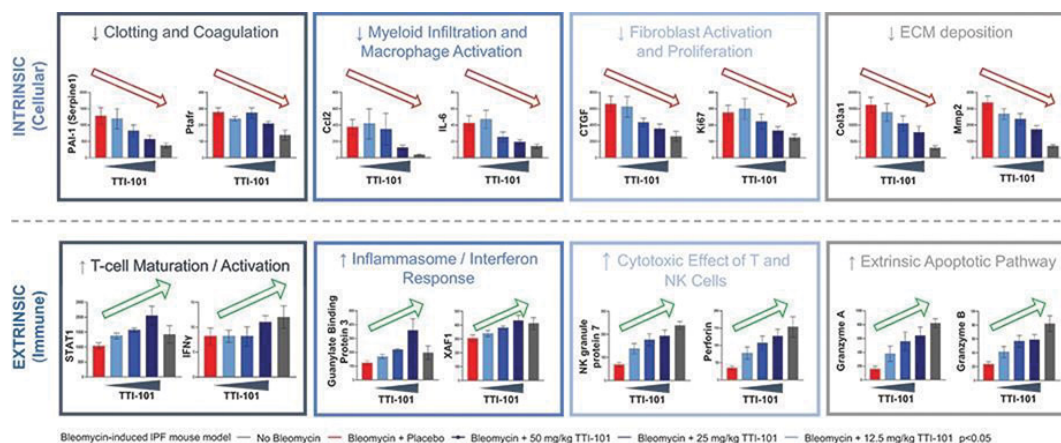 INTRINSIC
(Cellular)
↓ Clotting and Coagulation
PAI-1 (Serpine1)
Ptafr
TTI-101
TTI-101
↓ Myeloid Infiltration and
Macrophage Activation
Ccl2
IL-6
TTI-101
TTI-101
↓ Fibroblast Activation
and Proliferation
CTGF
Ki67
TTI-101
TTI-101
↓ ECM deposition
Col3a1
Mmp2
TTI-101
TTI-101
EXTRINSIC
(Immune)
↑ T-cell Maturation / Activation
STAT1
IFNγ
TTI-101
TTI-101
↑ Inflammasome / Interferon
Response
Guanylate Binding
Protein 3
XAF1
TTI-101
TTI-101
↑ Cytotoxic Effect of T and
NK Cells
NK granule
protein 7
Perforin
TTI-101
TTI-101
↑ Extrinsic Apoptotic Pathway
Granzyme A
Granzyme B
TTI-101
TTI-101
Bleomycin-induced IPF mouse model No Bleomycin Bleomycin + Placebo Bleomycin + 50 mg/kg TTI-101 Bleomycin + 25 mg/kg TTI-101 Bleomycin + 12.5 mg/kg TTI-101 p<0.05